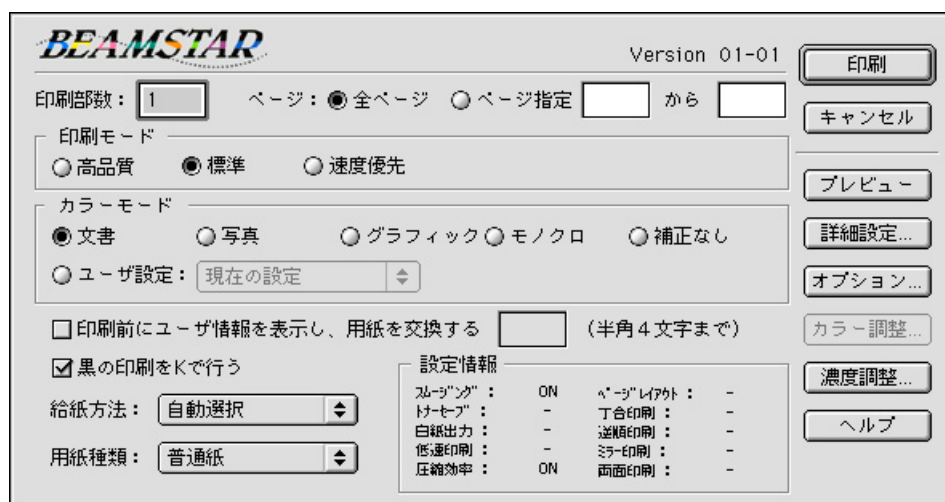 BEAMSTAR
Version 01-01
印刷
印刷部数： 1 ページ： 全ページ ページ指定 から
キャンセル
印刷モード
高品質 標準 速度優先
プレビュー
カラーモード
文書 写真 グラフィック モノクロ 補正なし
詳細設定...
ユーザ設定： 現在の設定
オプション...
印刷前にユーザ情報を表示し、用紙を交換する （半角４文字まで）
カラー調整...
黒の印刷をKで行う
設定情報
濃度調整...
ｽﾑｰｼﾞﾝｸﾞ： ON ﾍﾟｰｼﾞﾚｲｱｳﾄ： -
給紙方法： 自動選択
ﾄﾅｰｾｰﾌﾞ： - 丁合印刷： -
ヘルプ
白紙出力： - 逆順印刷： -
低速印刷： - ﾐﾗｰ印刷： -
用紙種類： 普通紙
圧縮効率： ON 両面印刷： -